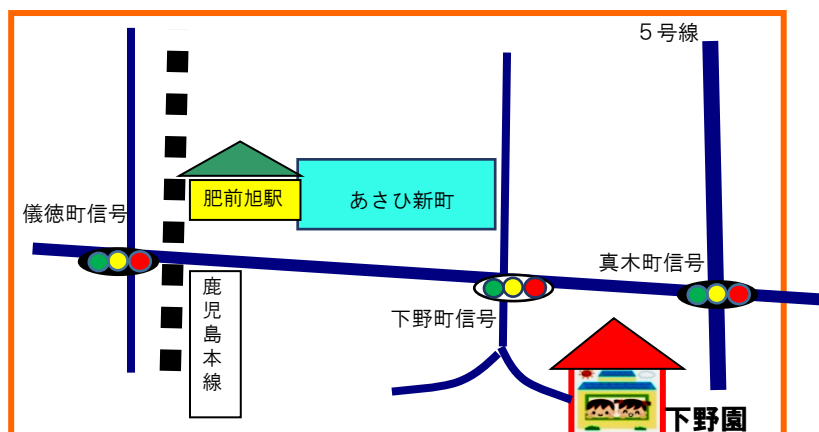 ５号線
儀徳町信号
肥前旭駅
あさひ新町
真木町信号
鹿児島本線
下野町信号
下野園